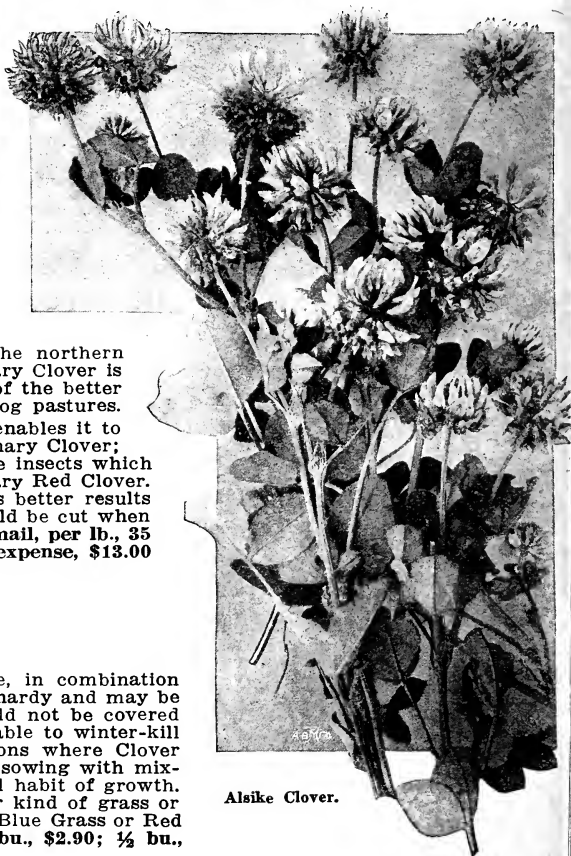 he northern
ary Clover is
of the better
og pastures.
enables it to
nary Clover;
e insects which
ary Red Clover.
s better results
ld be cut when
mail, per lb., 35
expense, $13.00
e, in combination
hardy and may be
ld not be covered
able to winter-kill
ons where Clover
sowing with mix-
l habit of growth.
r kind of grass or
Blue Grass or Red
bu., $2.90; ½ bu.,
Alsike Clover.